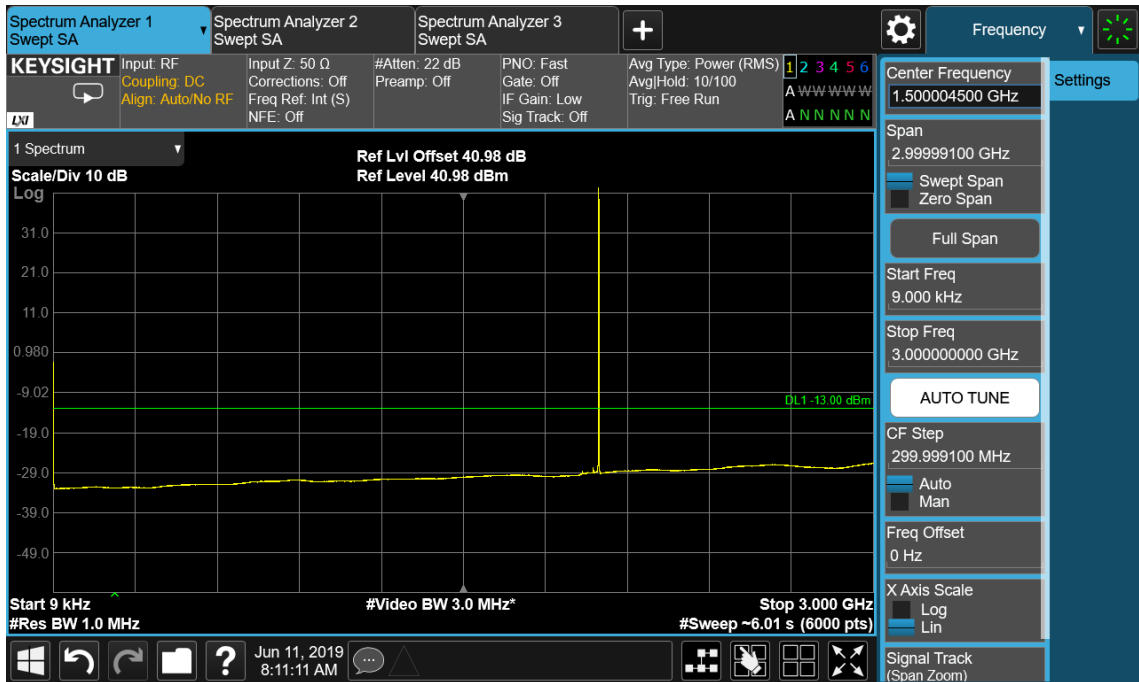 Spectrum Analyzer 1
Swept SA
Spectrum Analyzer 2
Swept SA
Spectrum Analyzer 3
Swept SA
+
Frequency
KEYSIGHT
LXI
Input: RF
Coupling: DC
Align: Auto/No RF
Input Z: 50 Ω
Corrections: Off
Freq Ref: Int (S)
NFE: Off
#Atten: 22 dB
Preamp: Off
PNO: Fast
Gate: Off
IF Gain: Low
Sig Track: Off
Avg Type: Power (RMS)
Avg|Hold: 10/100
Trig: Free Run
1 2 3 4 5 6
A W W W W W
A N N N N N
1 Spectrum
Scale/Div 10 dB
Log
Ref Lvl Offset 40.98 dB
Ref Level 40.98 dBm
31.0
21.0
11.0
0.980
-9.02
DL1 -13.00 dBm
-19.0
-29.0
-39.0
-49.0
Start 9 kHz
#Res BW 1.0 MHz
#Video BW 3.0 MHz*
Stop 3.000 GHz
#Sweep ~6.01 s (6000 pts)
Center Frequency
1.500004500 GHz
Settings
Span
2.99999100 GHz
Swept Span
Zero Span
Full Span
Start Freq
9.000 kHz
Stop Freq
3.000000000 GHz
AUTO TUNE
CF Step
299.999100 MHz
Auto
Man
Freq Offset
0 Hz
X Axis Scale
Log
Lin
Signal Track
(Span Zoom)
?
Jun 11, 2019
8:11:11 AM